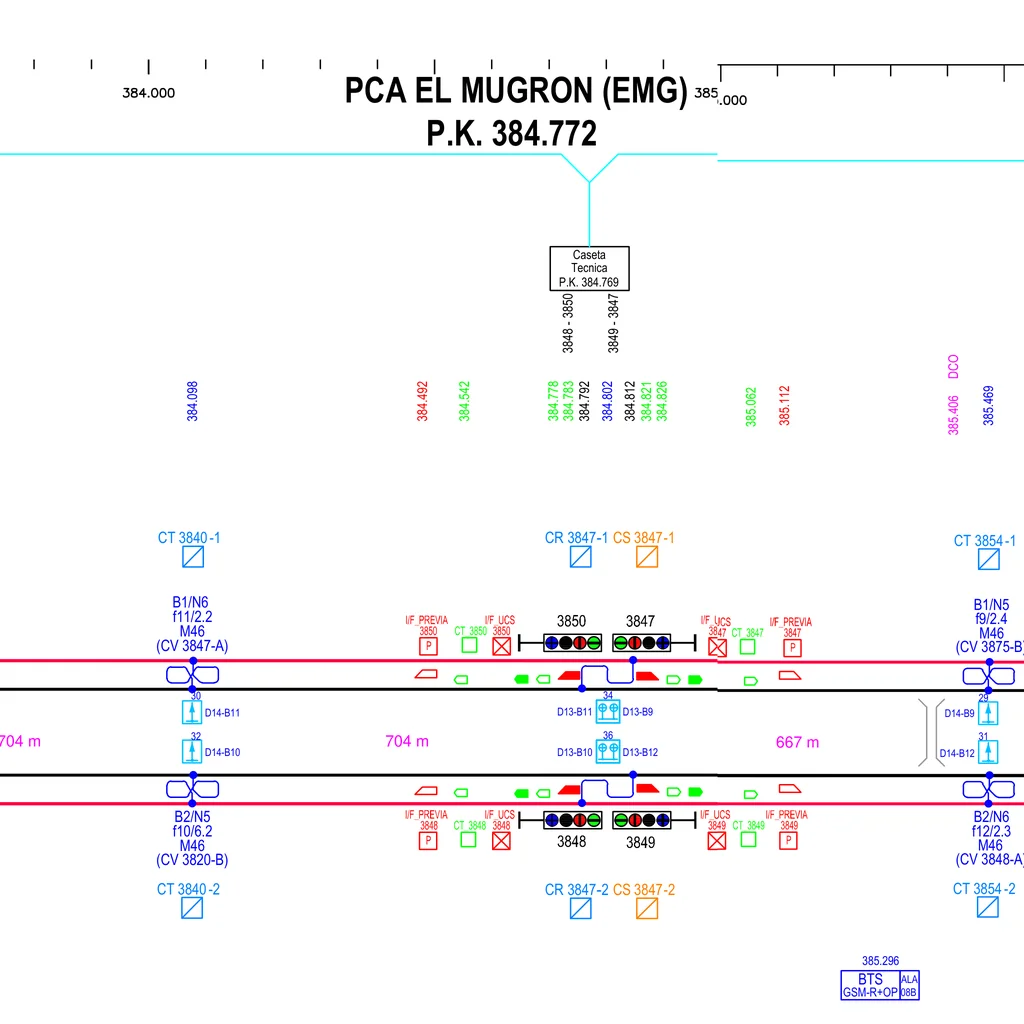 PCA EL MUGRON (EMG)
P.K. 384.772
384.000
385
.000
Caseta
Tecnica
P.K. 384.769
3848 - 3850
3849 - 3847
384.098
384.492
384.542
384.778
384.783
384.792
384.802
384.812
384.821
384.826
385.062
385.112
385.406 DCO
385.469
CT 3840-1
CR 3847-1
CS 3847-1
CT 3854-1
B1/N6
f11/2.2
M46
(CV 3847-A)
I/F_PREVIA
3850
P
CT_3850
I/F_UCS
3850
3850
3847
I/F_UCS
3847
CT_3847
I/F_PREVIA
3847
P
B1/N5
f9/2.4
M46
(CV 3875-B)
30
D14-B11
34
D13-B11
D13-B9
29
D14-B9
704 m
704 m
667 m
32
D14-B10
36
D13-B10
D13-B12
31
D14-B12
B2/N5
f10/6.2
M46
(CV 3820-B)
I/F_PREVIA
3848
P
CT_3848
I/F_UCS
3848
3848
3849
I/F_UCS
3849
CT_3849
I/F_PREVIA
3849
P
B2/N6
f12/2.3
M46
(CV 3848-A)
CT 3840-2
CR 3847-2
CS 3847-2
CT 3854-2
385.296
BTS
GSM-R+OP
ALA
08B